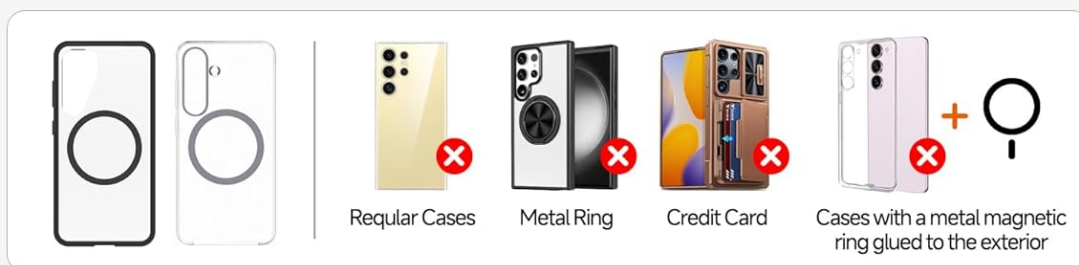 Reqular Cases
Metal Ring
Credit Card
Cases with a metal magnetic
ring glued to the exterior